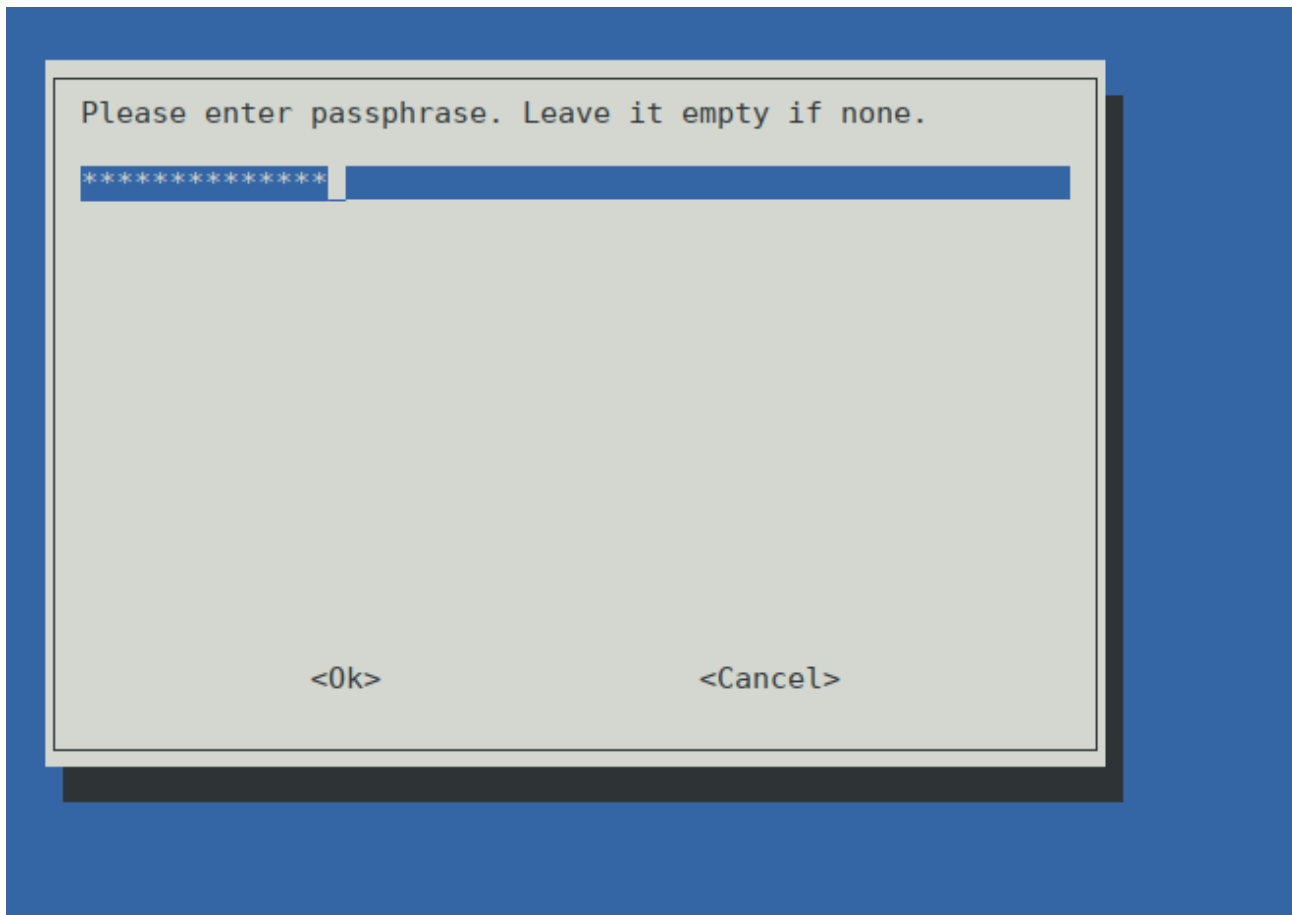 Please enter passphrase. Leave it empty if none.
**************_
<Ok> <Cancel>